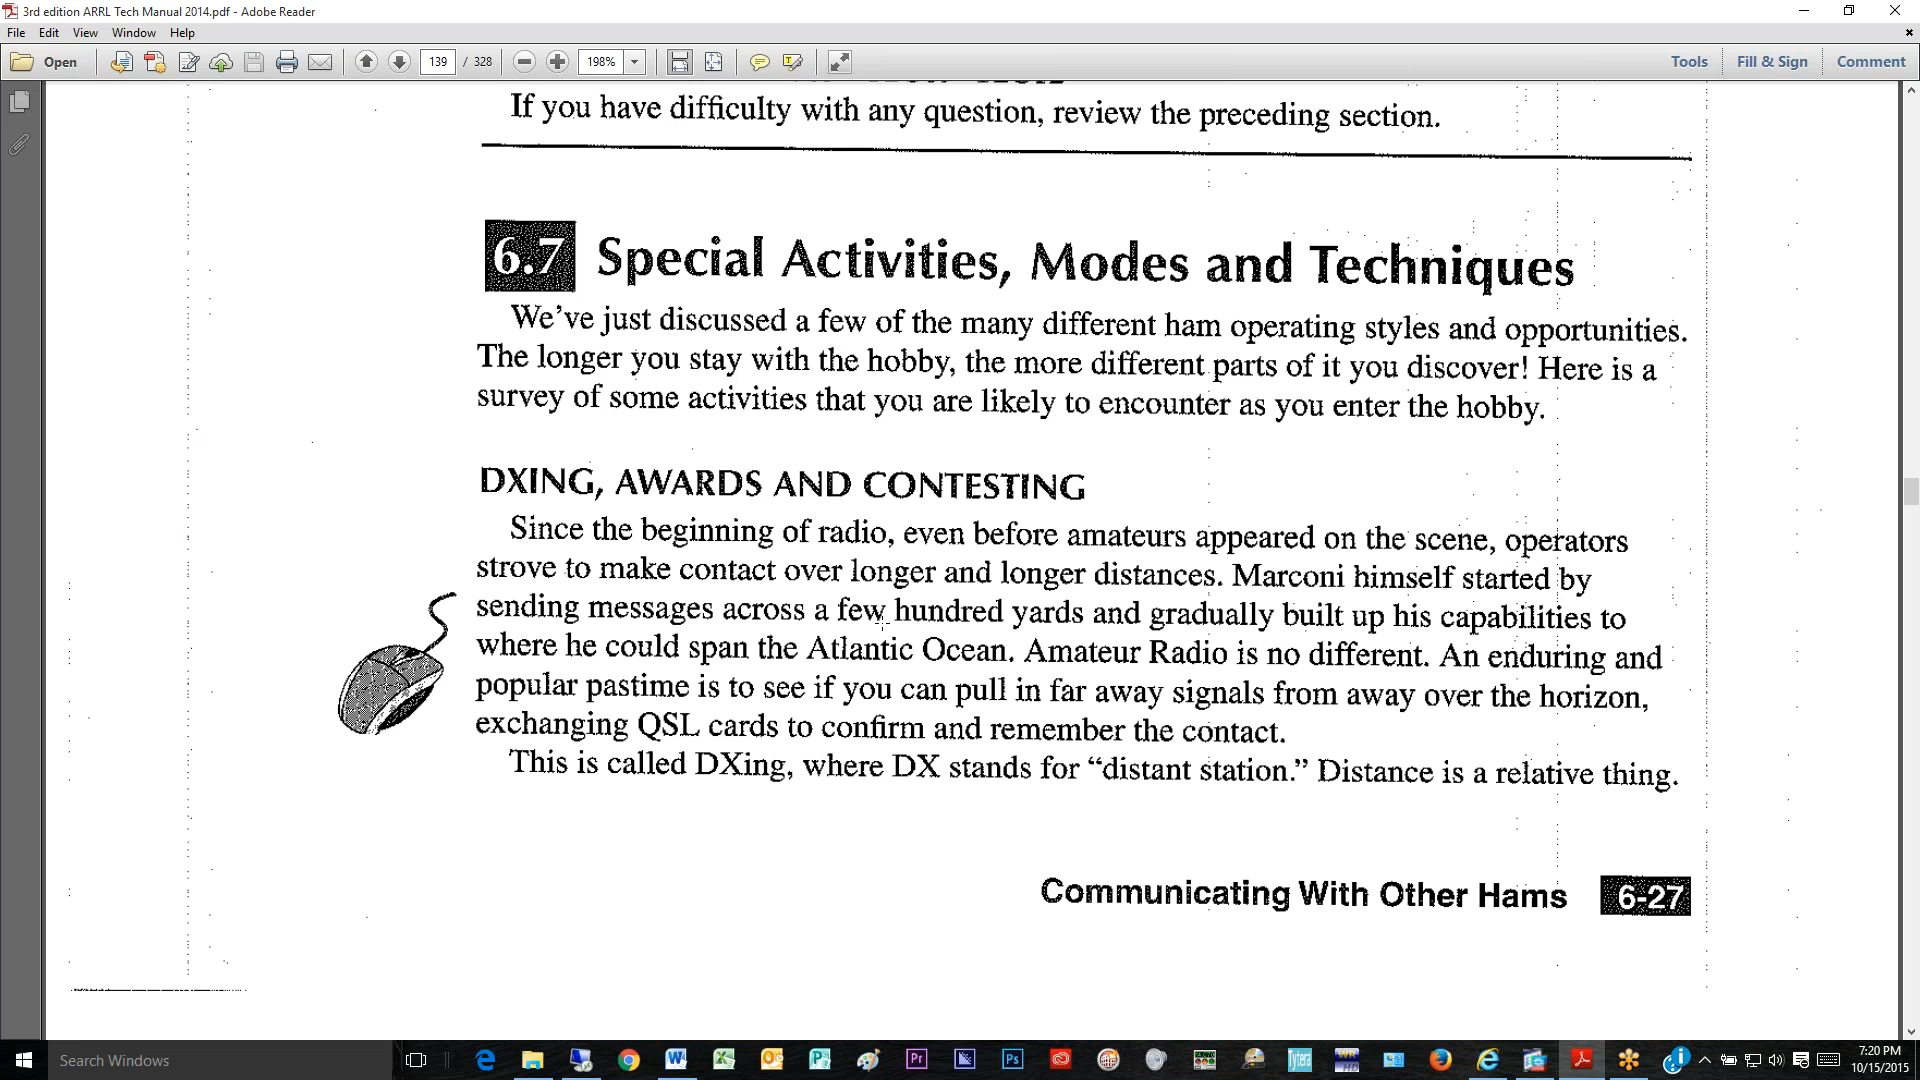 3rd edition ARRL Tech Manual 2014.pdf - Adobe Reader
File Edit View Window Help
Open 139 / 328 198% Tools Fill & Sign Comment
If you have difficulty with any question, review the preceding section.
6.7 Special Activities, Modes and Techniques
We've just discussed a few of the many different ham operating styles and opportunities.
The longer you stay with the hobby, the more different parts of it you discover! Here is a
survey of some activities that you are likely to encounter as you enter the hobby.
DXING, AWARDS AND CONTESTING
Since the beginning of radio, even before amateurs appeared on the scene, operators
strove to make contact over longer and longer distances. Marconi himself started by
sending messages across a few hundred yards and gradually built up his capabilities to
where he could span the Atlantic Ocean. Amateur Radio is no different. An enduring and
popular pastime is to see if you can pull in far away signals from away over the horizon,
exchanging QSL cards to confirm and remember the contact.
This is called DXing, where DX stands for “distant station.” Distance is a relative thing.
Communicating With Other Hams 6-27
Search Windows
Pr
Ps
Tytera
7:20 PM
10/15/2015